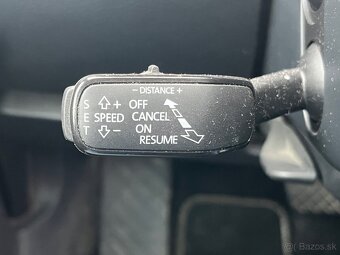 - DISTANCE +
S ⇧ + OFF
E SPEED CANCEL
T ⇩ - ON
RESUME
Bazos.sk